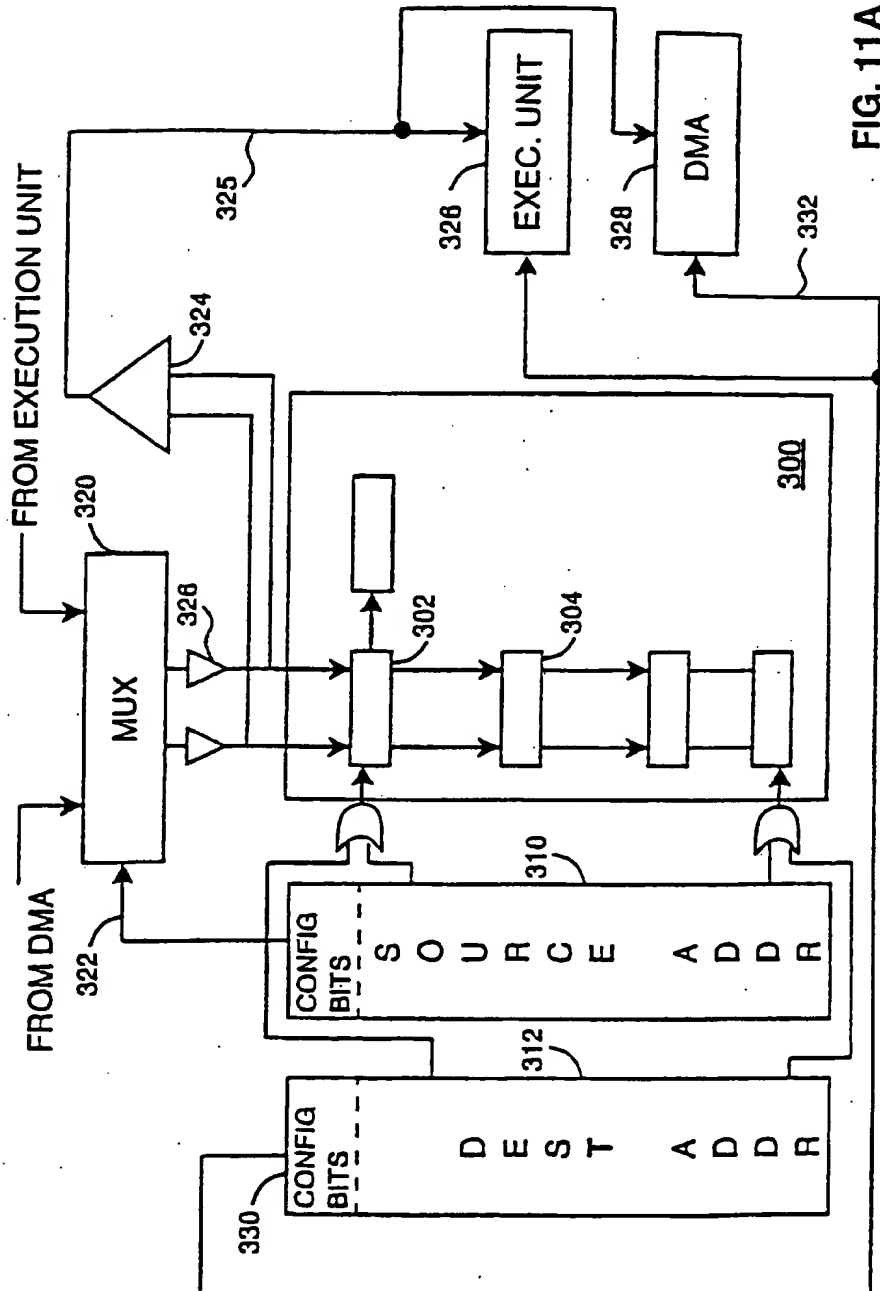 FROM EXECUTION UNIT
FROM DMA
320
MUX
322
326
324
325
EXEC. UNIT
326
DMA
328
332
300
302
304
CONFIG
BITS
SOURCE ADDR
310
CONFIG
BITS
DEST ADDR
312
330
FIG. 11A